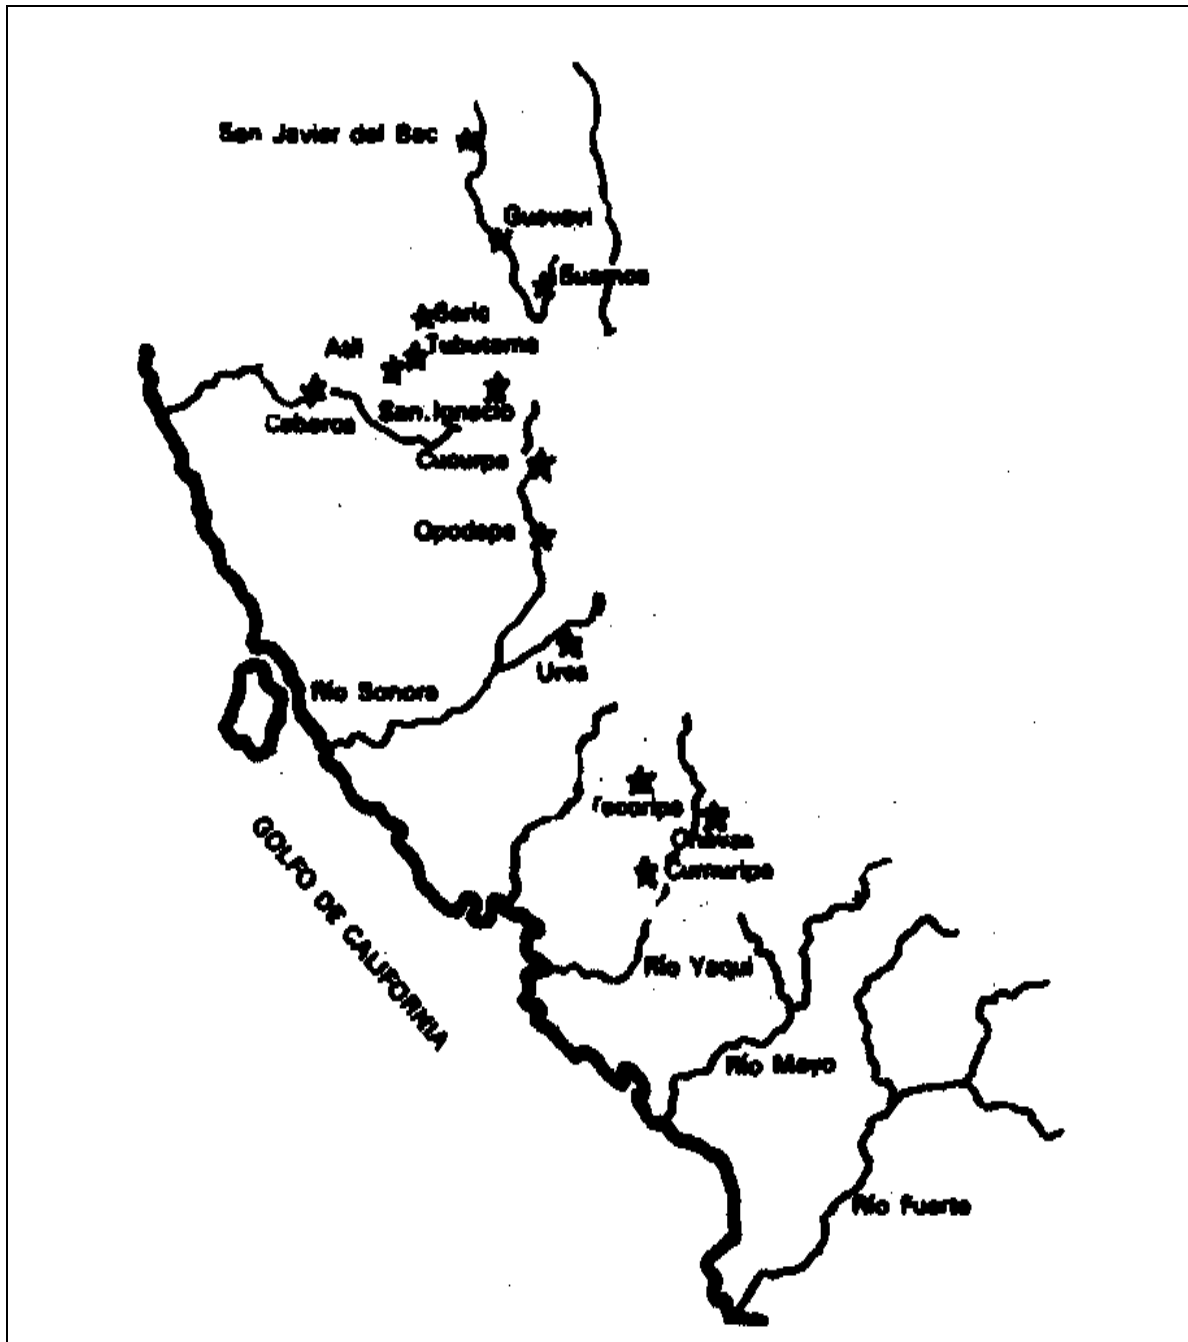 San Javier del Bac
Guevavi
Suamca
Saric
Tubutama
Ati
San.Ignacio
Caborca
Cucurpe
Opodepe
Ures
Río Sonora
Tecoripa
Onavas
Cumuripa
GOLFO DE CALIFORNIA
Río Yaqui
Río Mayo
Río Fuerte